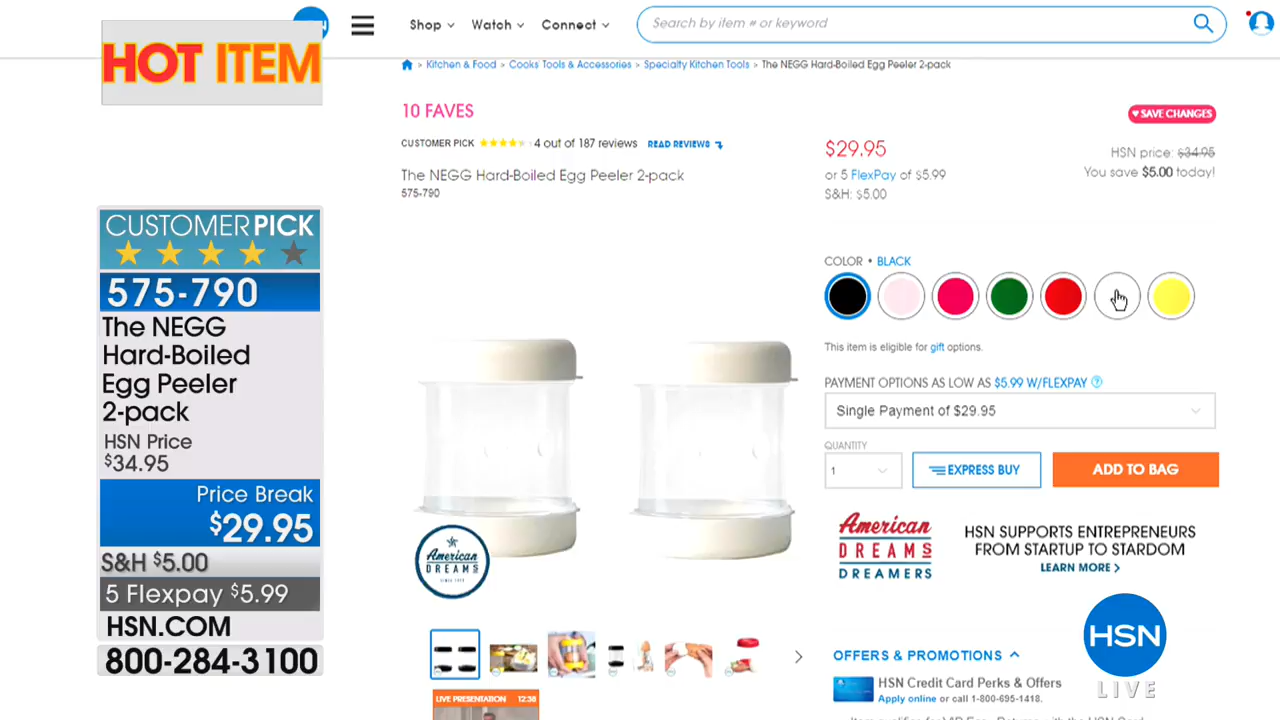 HOT ITEM
Shop
Watch
Connect
Search by item # or keyword
Kitchen & Food > Cooks Tools & Accessories > Specialty Kitchen Tools > The NEGG Hard-Boiled Egg Peeler 2-pack
10 FAVES
SAVE CHANGES
CUSTOMER PICK 4 out of 187 reviews READ REVIEWS
The NEGG Hard-Boiled Egg Peeler 2-pack
575-790
$29.95
HSN price: $34.95
or 5 FlexPay of $5.99
You save $5.00 today!
S&H: $5.00
CUSTOMER PICK
575-790
The NEGG
Hard-Boiled
Egg Peeler
2-pack
HSN Price
$34.95
Price Break
$29.95
S&H $5.00
5 Flexpay $5.99
HSN.COM
800-284-3100
COLOR • BLACK
This item is eligible for gift options.
PAYMENT OPTIONS AS LOW AS $5.99 W/FLEXPAY ?
Single Payment of $29.95
QUANTITY
1
EXPRESS BUY
ADD TO BAG
American
DREAMS
DREAMERS
HSN SUPPORTS ENTREPRENEURS
FROM STARTUP TO STARDOM
LEARN MORE >
American
DREAMS
OFFERS & PROMOTIONS
HSN Credit Card Perks & Offers
Apply online or call 1-800-695-1418.
LIVE PRESENTATION 12:38
HSN
LIVE